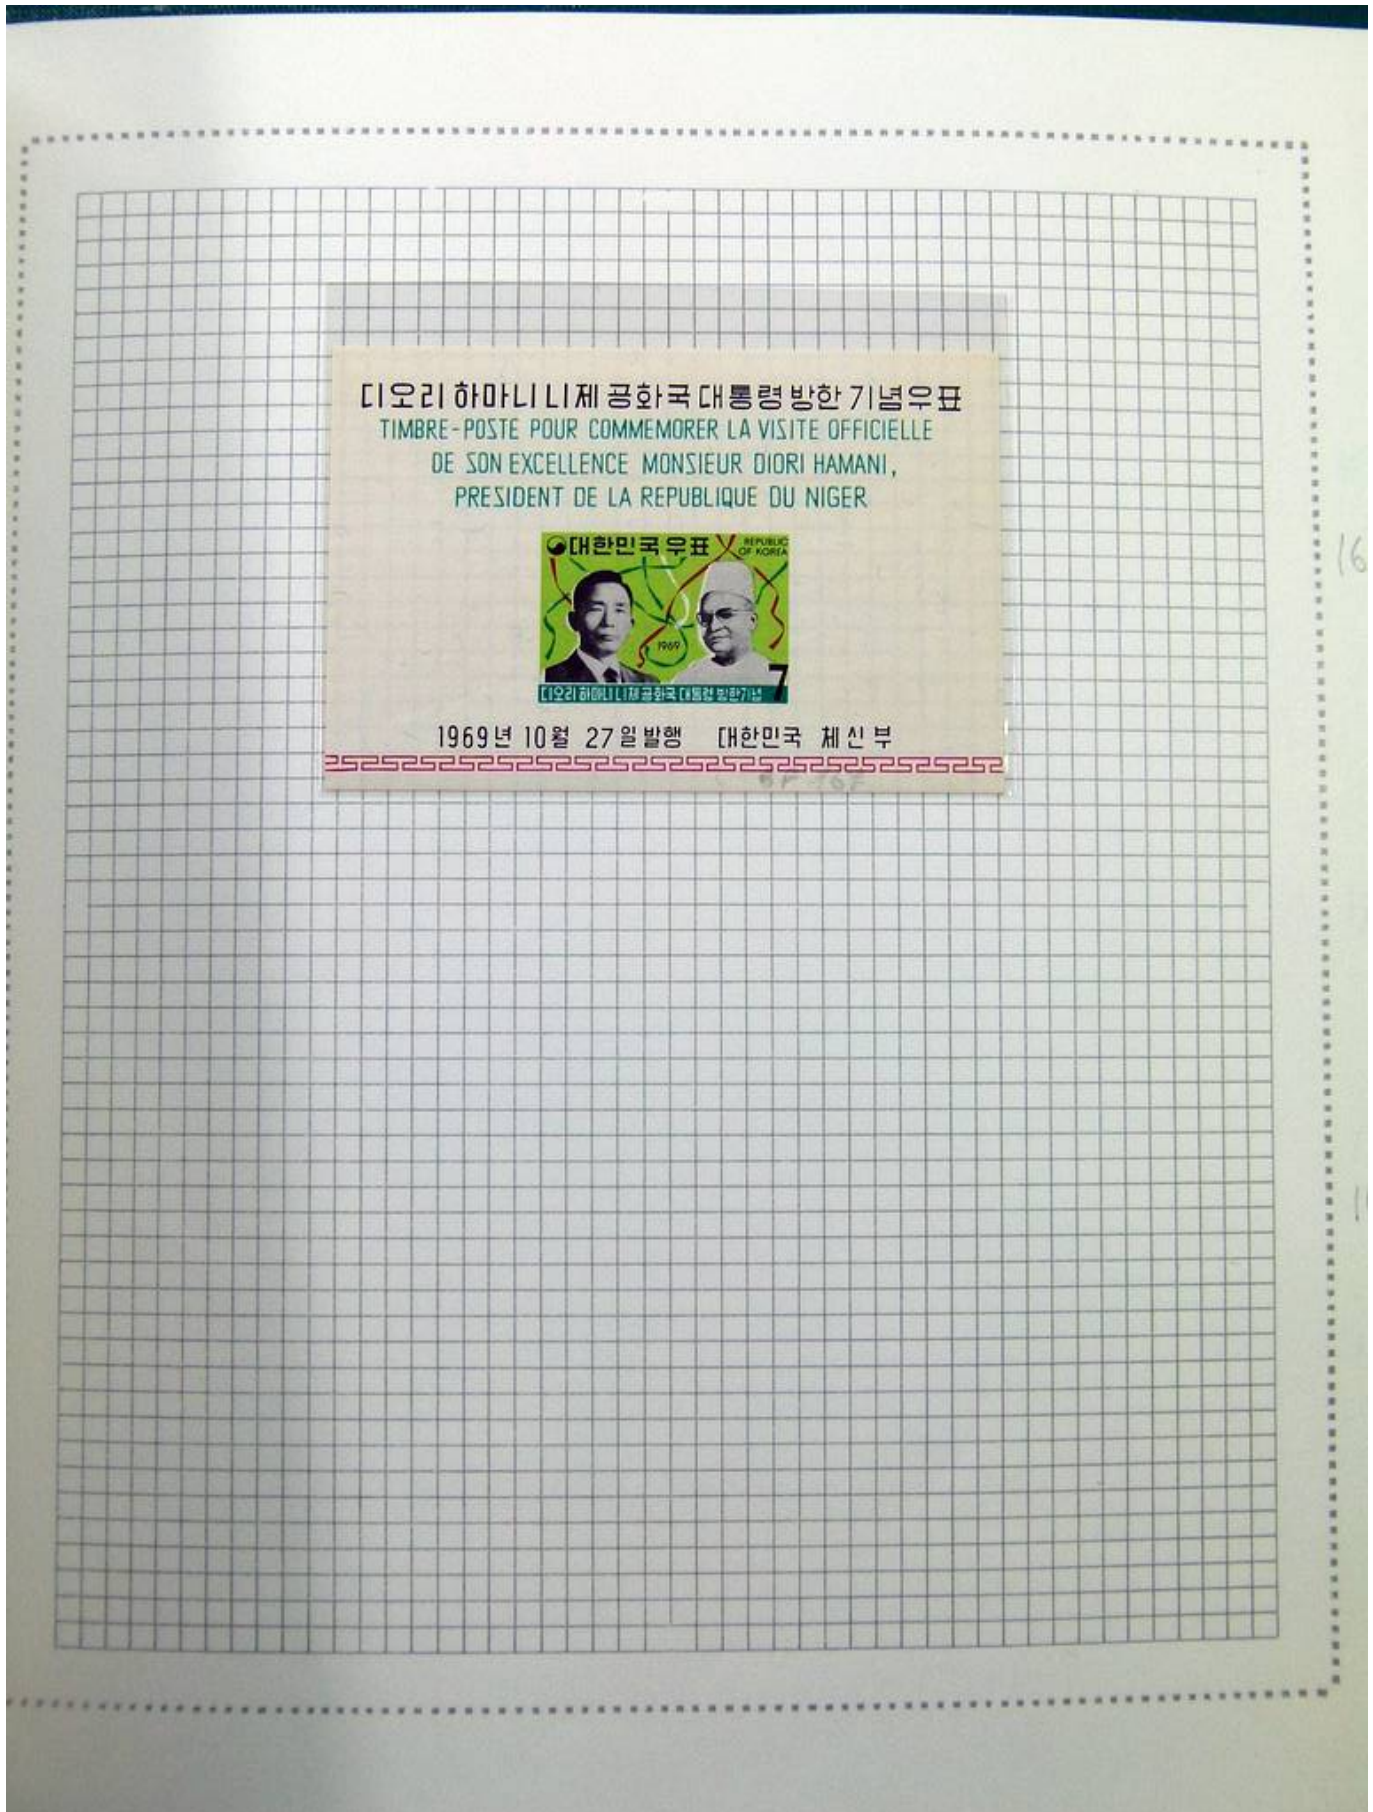 디오리 하마니 니제 공화국 대통령 방한 기념우표
TIMBRE-POSTE POUR COMMEMORER LA VISITE OFFICIELLE
DE SON EXCELLENCE MONSIEUR DIORI HAMANI,
PRESIDENT DE LA REPUBLIQUE DU NIGER
대한민국 우표
REPUBLIC
OF KOREA
1969
7
디오리 하마니 니제 공화국 대통령 방한기념
1969년 10월 27일 발행 대한민국 체신부
16